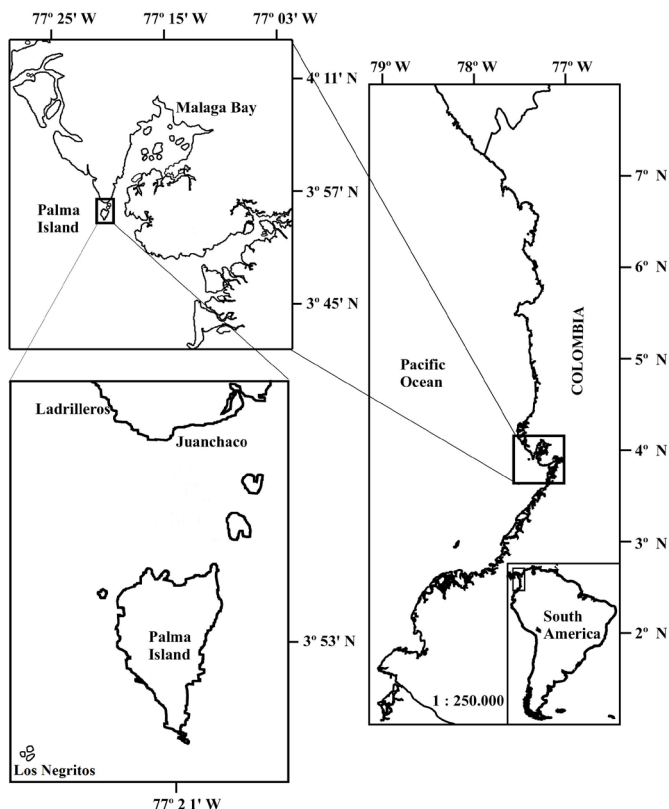 77º 25' W
77º 15' W
77º 03' W
4º 11' N
Malaga Bay
3º 57' N
Palma
Island
3º 45' N
79º W
78º W
77º W
7º N
6º N
5º N
4º N
3º N
2º N
Pacific
Ocean
COLOMBIA
South
America
1 : 250.000
Ladrilleros
Juanchaco
Palma
Island
3º 53' N
Los Negritos
77º 2 1' W